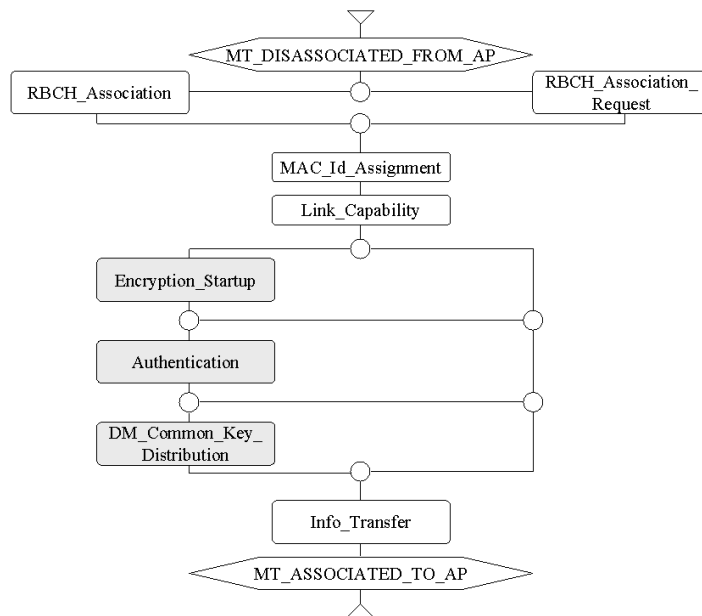 MT_DISASSOCIATED_FROM_AP
RBCH_Association
RBCH_Association_
Request
MAC_Id_Assignment
Link_Capability
Encryption_Startup
Authentication
DM_Common_Key_
Distribution
Info_Transfer
MT_ASSOCIATED_TO_AP